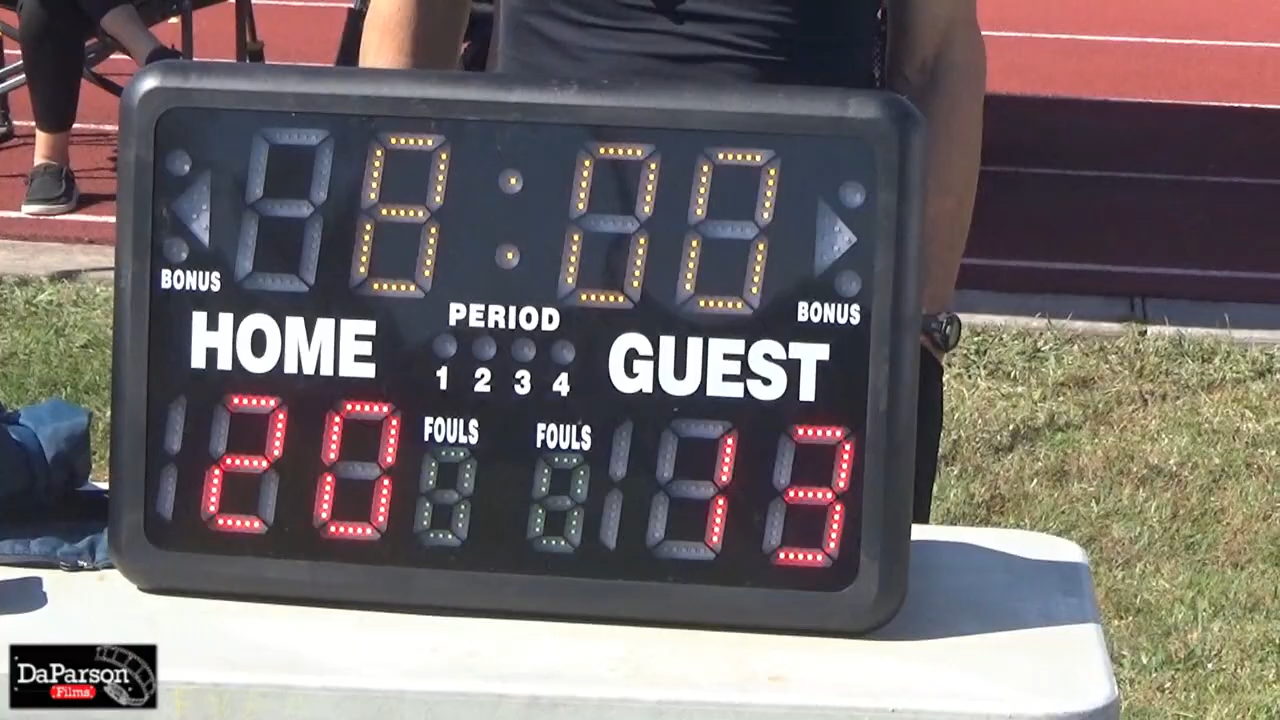 8:00
BONUS
BONUS
PERIOD
HOME
GUEST
1 2 3 4
FOULS
FOULS
20
13
DaParson
Films